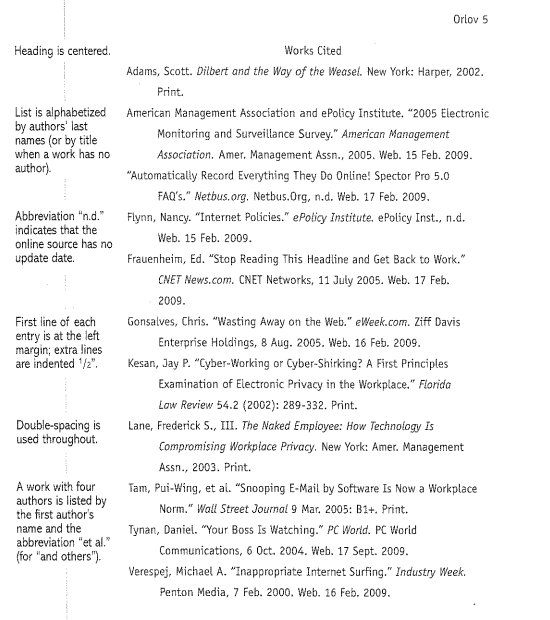 Orlov 5
Heading is centered.
Works Cited
Adams, Scott. Dilbert and the Way of the Weasel. New York: Harper, 2002.
Print.
List is alphabetized
by authors' last
names (or by title
when a work has no
author).
American Management Association and ePolicy Institute. "2005 Electronic
Monitoring and Surveillance Survey." American Management
Association. Amer. Management Assn., 2005. Web. 15 Feb. 2009.
"Automatically Record Everything They Do Online! Spector Pro 5.0
FAQ's." Netbus.org. Netbus.Org, n.d. Web. 17 Feb. 2009.
Abbreviation "n.d."
indicates that the
online source has no
update date.
Flynn, Nancy. "Internet Policies." ePolicy Institute. ePolicy Inst., n.d.
Web. 15 Feb. 2009.
Frauenheim, Ed. "Stop Reading This Headline and Get Back to Work."
CNET News.com. CNET Networks, 11 July 2005. Web. 17 Feb.
2009.
First line of each
entry is at the left
margin; extra lines
are indented 1/2".
Gonsalves, Chris. "Wasting Away on the Web." eWeek.com. Ziff Davis
Enterprise Holdings, 8 Aug. 2005. Web. 16 Feb. 2009.
Kesan, Jay P. "Cyber-Working or Cyber-Shirking? A First Principles
Examination of Electronic Privacy in the Workplace." Florida
Law Review 54.2 (2002): 289-332. Print.
Double-spacing is
used throughout.
Lane, Frederick S., III. The Naked Employee: How Technology Is
Compromising Workplace Privacy. New York: Amer. Management
Assn., 2003. Print.
A work with four
authors is listed by
the first author's
name and the
abbreviation "et al."
(for "and others").
Tam, Pui-Wing, et al. "Snooping E-Mail by Software Is Now a Workplace
Norm." Wall Street Journal 9 Mar. 2005: B1+. Print.
Tynan, Daniel. "Your Boss Is Watching." PC World. PC World
Communications, 6 Oct. 2004. Web. 17 Sept. 2009.
Verespej, Michael A. "Inappropriate Internet Surfing." Industry Week.
Penton Media, 7 Feb. 2000. Web. 16 Feb. 2009.